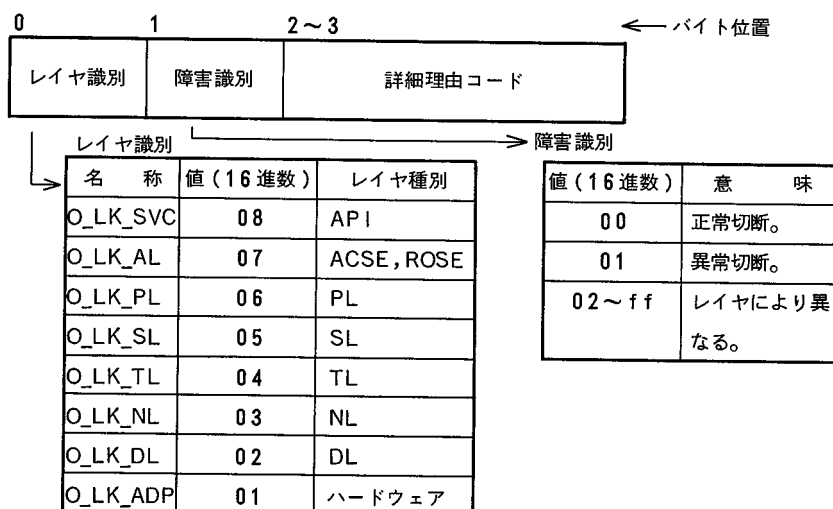 0 1 2～3 ← バイト位置
レイヤ識別 障害識別 詳細理由コード
レイヤ識別
名　称 値(16進数) レイヤ種別
O_LK_SVC 08 API
O_LK_AL 07 ACSE,ROSE
O_LK_PL 06 PL
O_LK_SL 05 SL
O_LK_TL 04 TL
O_LK_NL 03 NL
O_LK_DL 02 DL
O_LK_ADP 01 ハードウェア
障害識別
値(16進数) 意　味
00 正常切断。
01 異常切断。
02～ff レイヤにより異
なる。